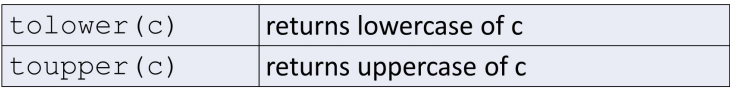 tolower(c) returns lowercase of c
toupper(c) returns uppercase of c